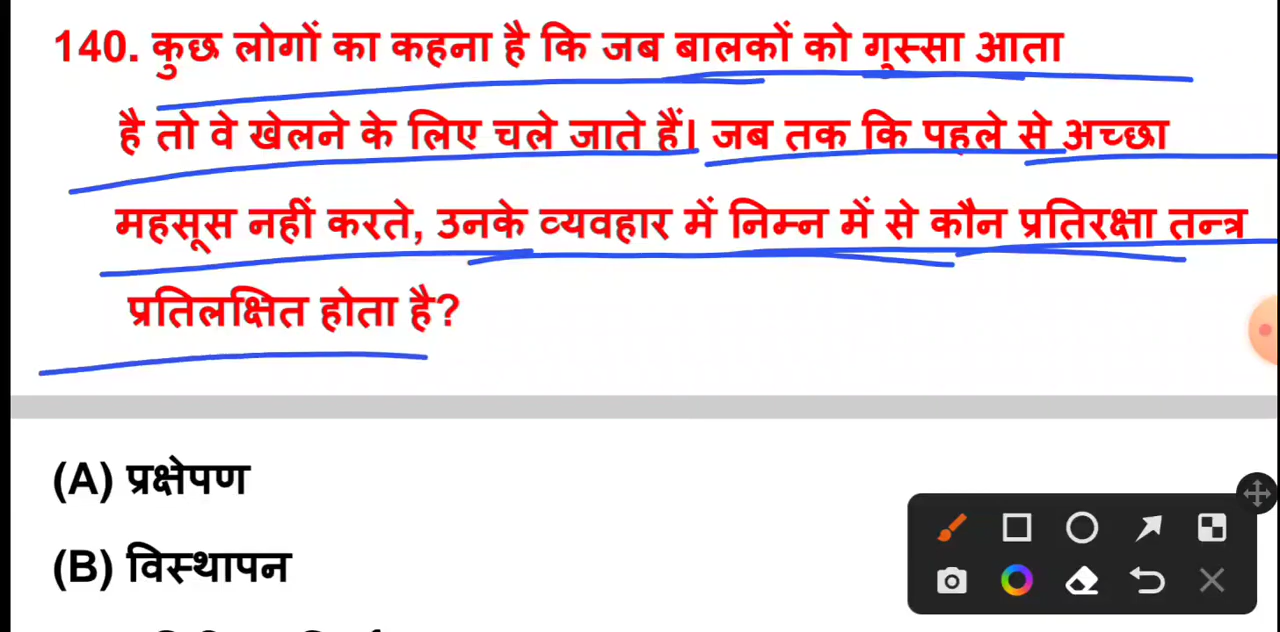 140. कुछ लोगों का कहना है कि जब बालकों को गुस्सा आता
है तो वे खेलने के लिए चले जाते हैं। जब तक कि पहले से अच्छा
महसूस नहीं करते, उनके व्यवहार में निम्न में से कौन प्रतिरक्षा तन्त्र
प्रतिलक्षित होता है?
(A) प्रक्षेपण
(B) विस्थापन